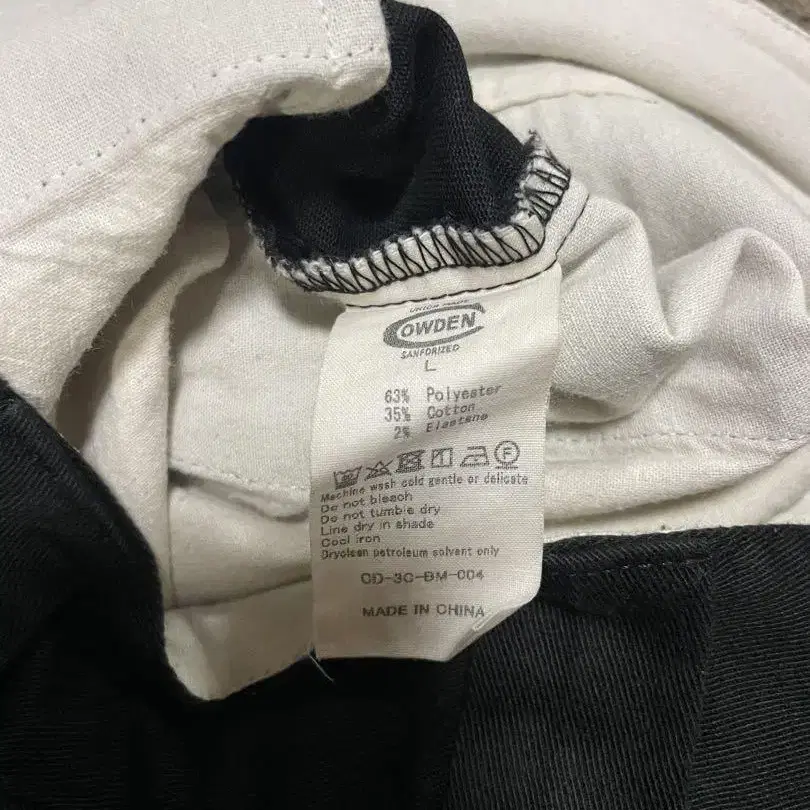 UNION MADE
COWDEN
SANFORIZED
L
63% Polyester
35% Cotton
2% Elastane
Machine wash cold gentle or delicate
Do not bleach
Do not tumble dry
Line dry in shade
Cool iron
Dryclean petroleum solvent only
CD-3C-BM-004
MADE IN CHINA